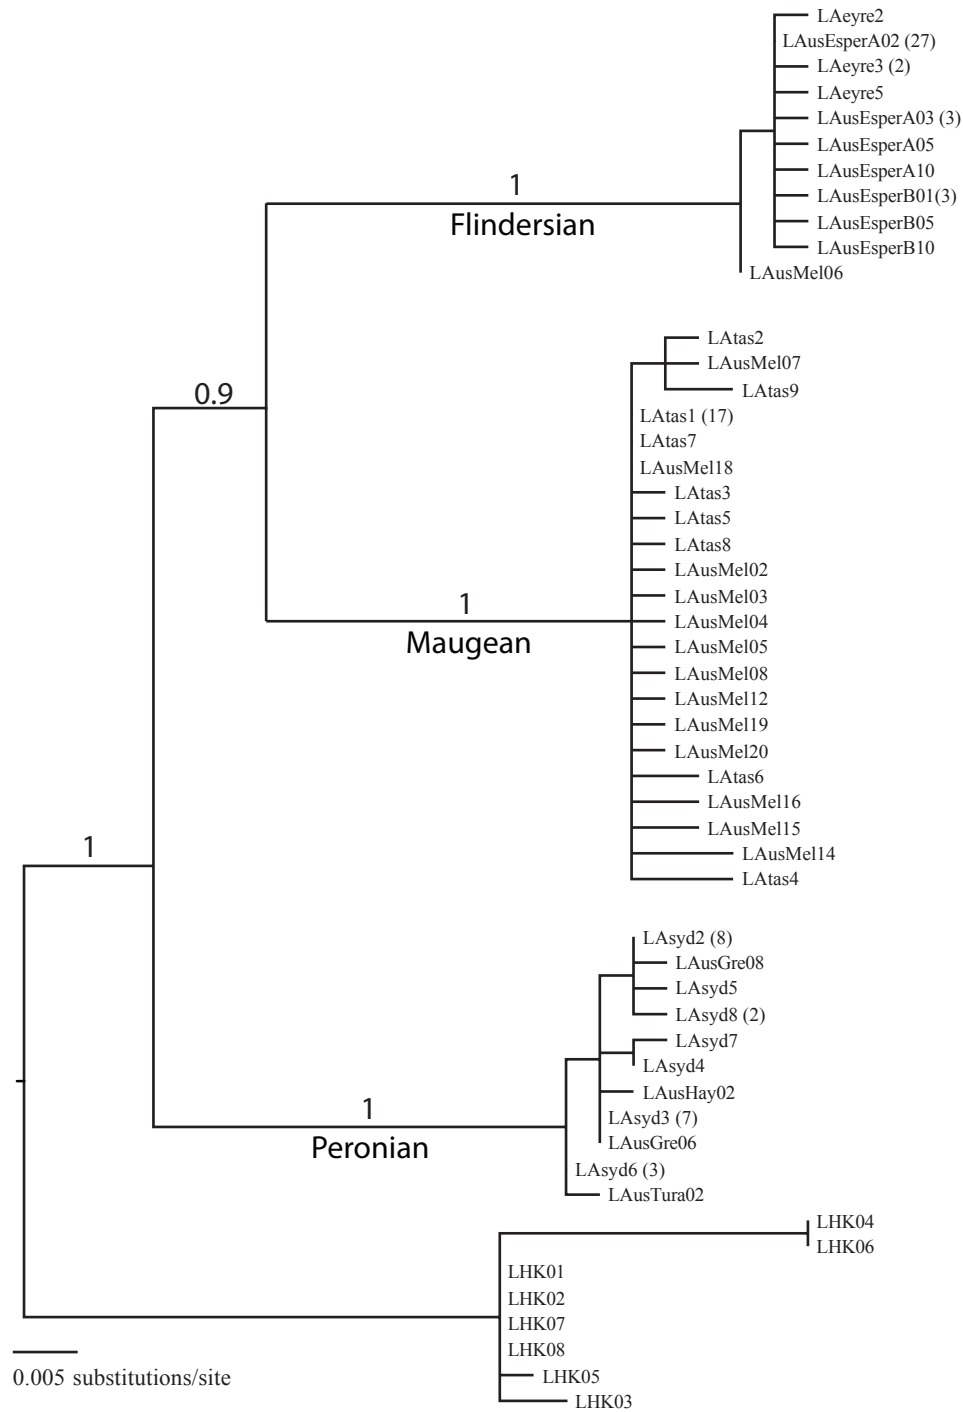 LAeyre2
LAusEsperA02 (27)
LAeyre3 (2)
LAeyre5
LAusEsperA03 (3)
LAusEsperA05
LAusEsperA10
LAusEsperB01(3)
LAusEsperB05
LAusEsperB10
LAusMel06
1
Flindersian
LAtas2
LAusMel07
LAtas9
0.9
LAtas1 (17)
LAtas7
LAusMel18
LAtas3
LAtas5
LAtas8
LAusMel02
LAusMel03
LAusMel04
LAusMel05
LAusMel08
LAusMel12
LAusMel19
LAusMel20
LAtas6
LAusMel16
LAusMel15
LAusMel14
LAtas4
1
Maugean
1
LAsyd2 (8)
LAusGre08
LAsyd5
LAsyd8 (2)
LAsyd7
LAsyd4
LAusHay02
LAsyd3 (7)
LAusGre06
LAsyd6 (3)
LAusTura02
1
Peronian
LHK04
LHK06
LHK01
LHK02
LHK07
LHK08
LHK05
LHK03
0.005 substitutions/site